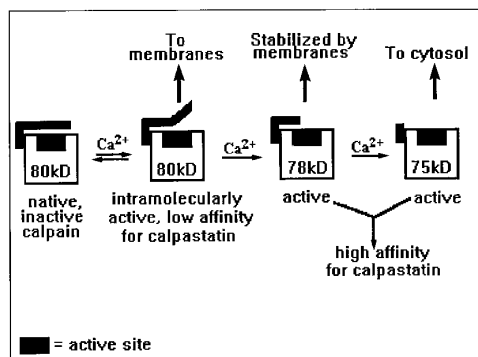 To
membranes
Stabilized by
membranes
To cytosol
Ca2+
Ca2+
Ca2+
80kD
80kD
78kD
75kD
native,
inactive
calpain
intramolecularly
active, low affinity
for calpastatin
active
active
high affinity
for calpastatin
= active site